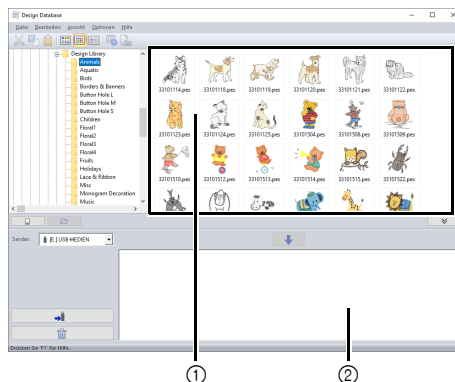 Design Database
Datei Bearbeiten Ansicht Optionen Hilfe
Design Library
Animals
Aquatic
Birds
Borders & Banners
Button Hole L
Button Hole M
Button Hole S
Children
Floral1
Floral2
Floral3
Floral4
Fruits
Holidays
Lace & Ribbon
Misc
Monogram Decoration
Music
33101114.pes 33101118.pes 33101119.pes 33101120.pes 33101121.pes 33101122.pes
33101123.pes 33101124.pes 33101125.pes 33101504.pes 33101508.pes 33101509.pes
33101510.pes 33101512.pes 33101513.pes 33101514.pes 33101515.pes 33101522.pes
Senden: [E:] USB-MEDIEN
Drücken Sie 'F1' für Hilfe.
① ②